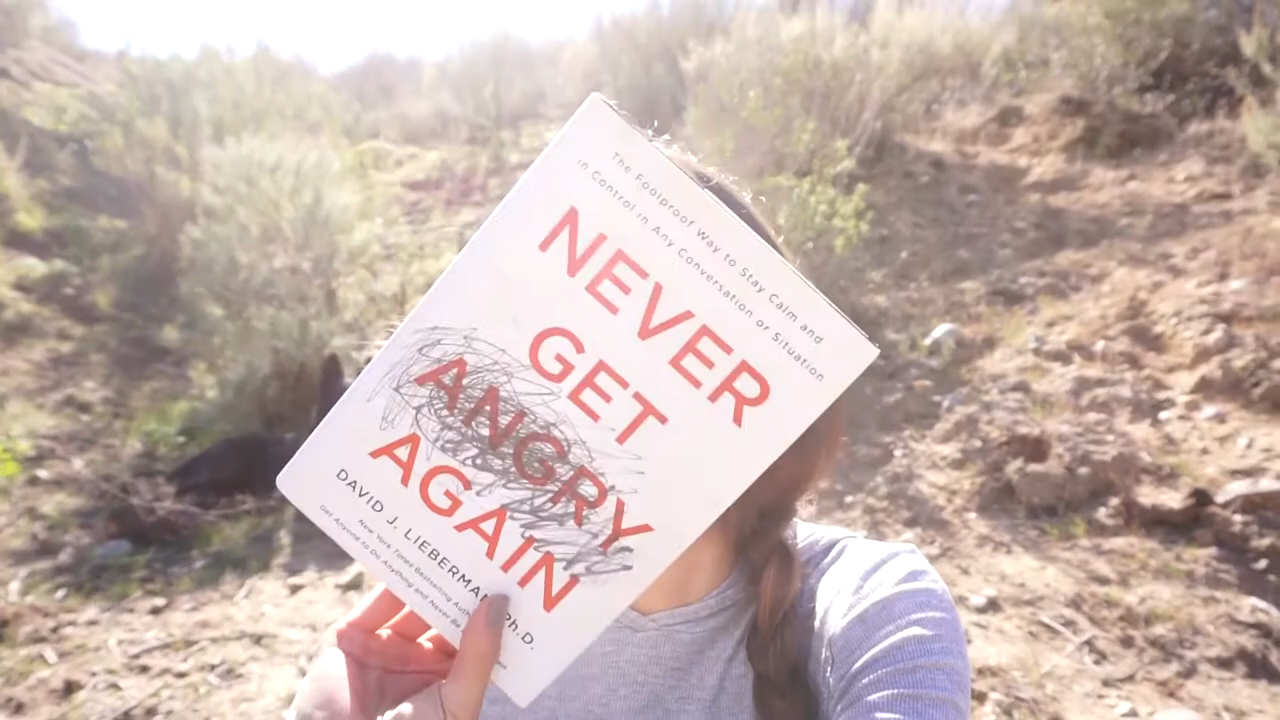 The Foolproof Way to Stay Calm and
in Control in Any Conversation or Situation
NEVER
GET
ANGRY
AGAIN
DAVID J. LIEBERMAN Ph.D.
New York Times Bestselling
Get Anyone to Do Anything and Never Be